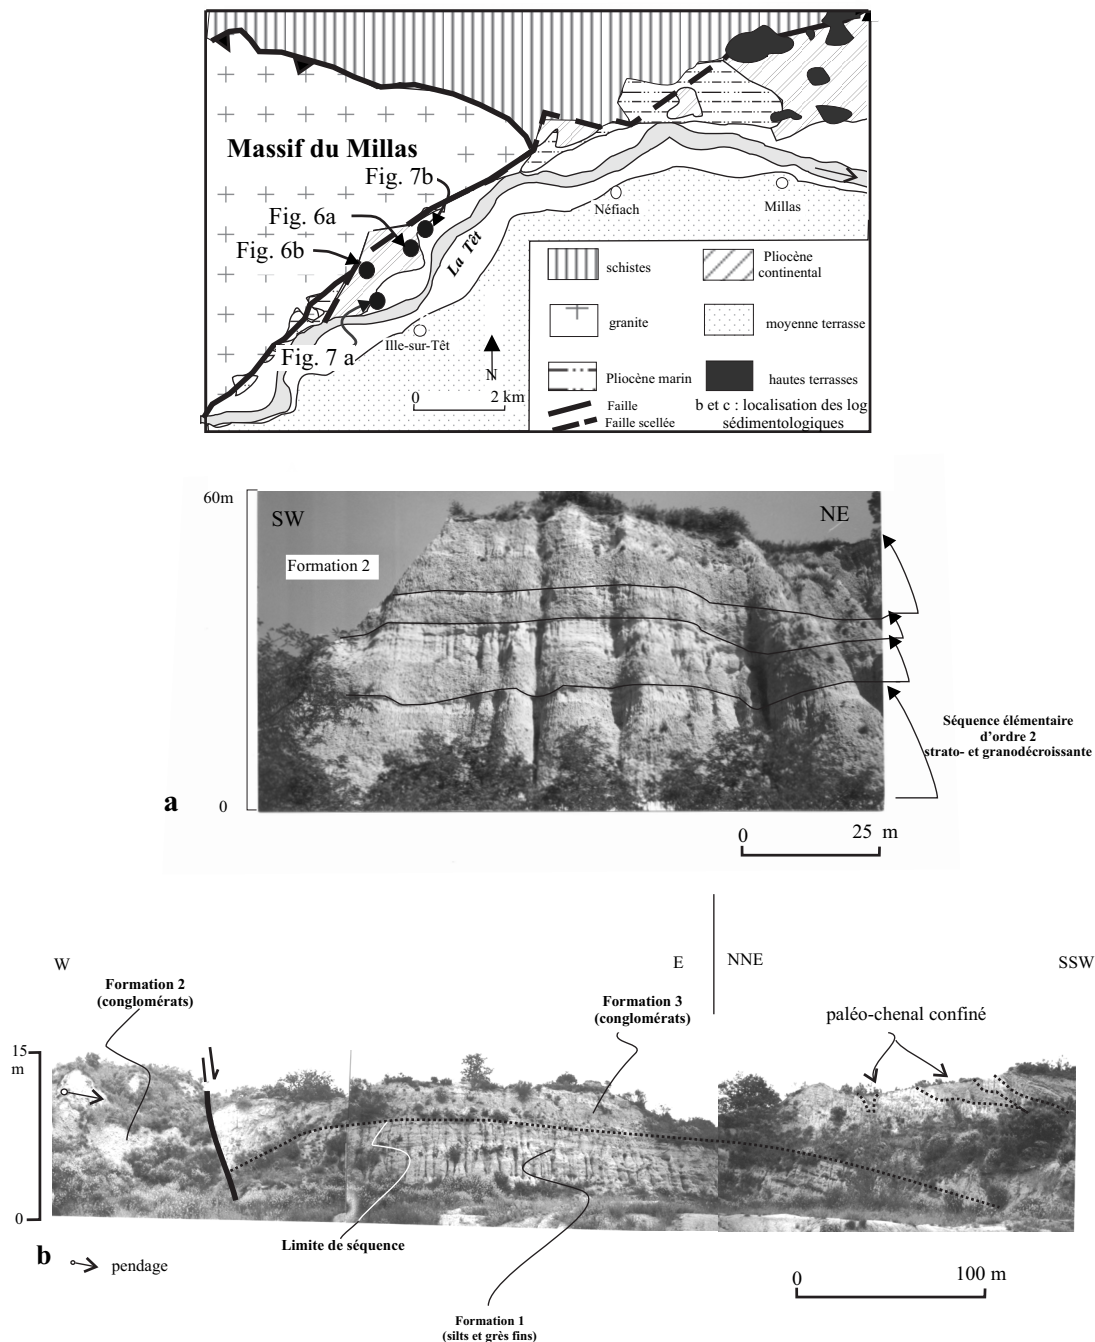 Massif du Millas
Fig. 7b
Fig. 6a
Fig. 6b
Fig. 7 a
La Têt
Néfiach
Millas
Ille-sur-Têt
N
0 2 km
schistes
Pliocène
continental
granite
moyenne terrasse
Pliocène marin
hautes terrasses
Faille
Faille scellée
b et c : localisation des log
sédimentologiques
60m
SW
NE
Formation 2
Séquence élémentaire
d'ordre 2
strato- et granodécroissante
a
0
0 25 m
W
E
NNE
SSW
Formation 2
(conglomérats)
Formation 3
(conglomérats)
paléo-chenal confiné
15
m
0
Limite de séquence
b
pendage
0 100 m
Formation 1
(silts et grès fins)